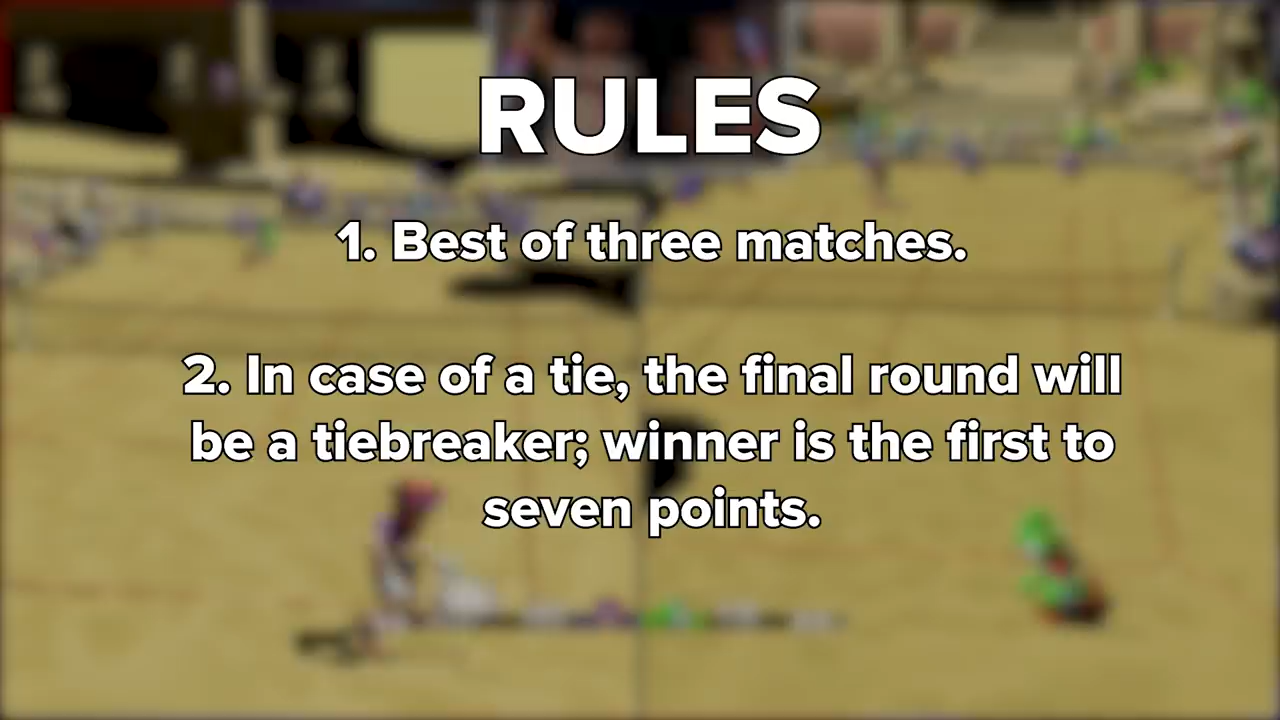 RULES
1. Best of three matches.
2. In case of a tie, the final round will
be a tiebreaker; winner is the first to
seven points.